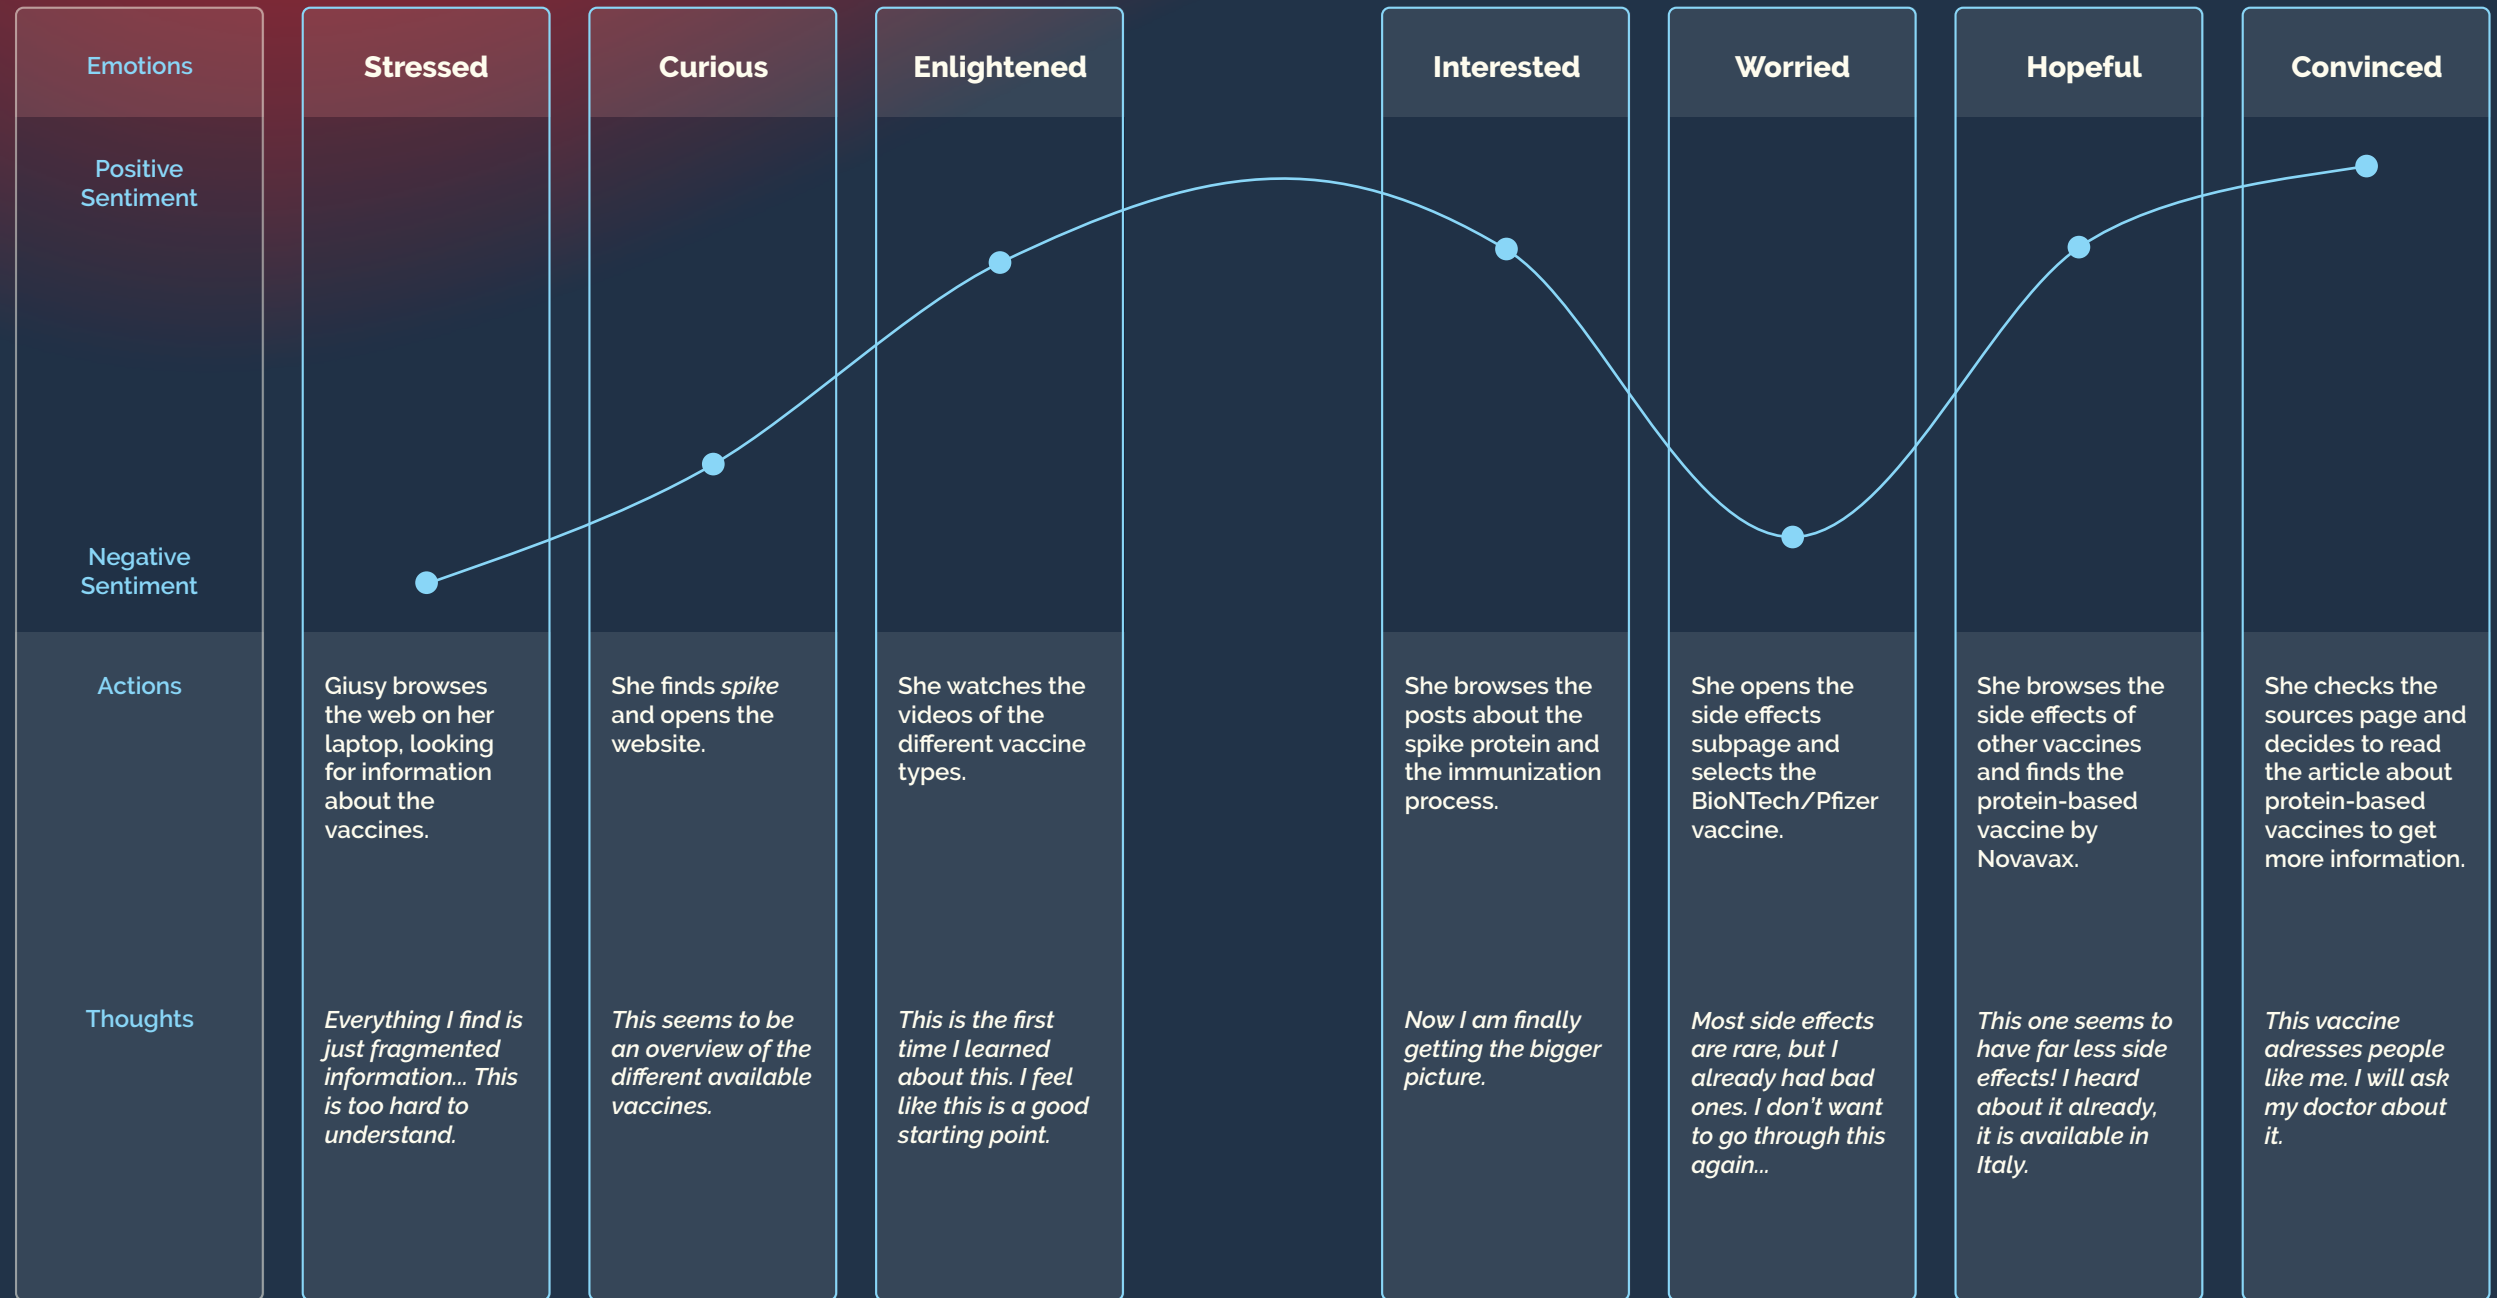 Emotions
Stressed
Curious
Enlightened
Interested
Worried
Hopeful
Convinced
Positive
Sentiment
Negative
Sentiment
Actions
Giusy browses
the web on her
laptop, looking
for information
about the
vaccines.
She finds spike
and opens the
website.
She watches the
videos of the
different vaccine
types.
She browses the
posts about the
spike protein and
the immunization
process.
She opens the
side effects
subpage and
selects the
BioNTech/Pfizer
vaccine.
She browses the
side effects of
other vaccines
and finds the
protein-based
vaccine by
Novavax.
She checks the
sources page and
decides to read
the article about
protein-based
vaccines to get
more information.
Thoughts
Everything I find is
just fragmented
information... This
is too hard to
understand.
This seems to be
an overview of the
different available
vaccines.
This is the first
time I learned
about this. I feel
like this is a good
starting point.
Now I am finally
getting the bigger
picture.
Most side effects
are rare, but I
already had bad
ones. I don’t want
to go through this
again...
This one seems to
have far less side
effects! I heard
about it already,
it is available in
Italy.
This vaccine
adresses people
like me. I will ask
my doctor about
it.